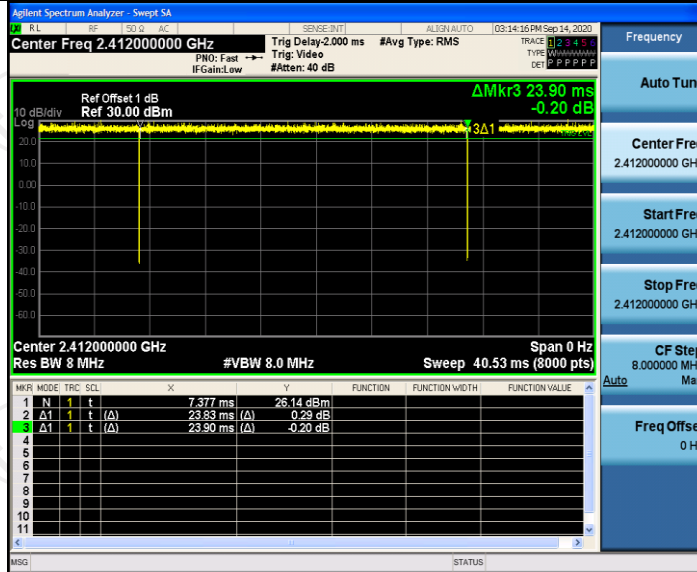 Agilent Spectrum Analyzer - Swept SA
RL RF 50 Ω AC SENSE:INT ALIGN AUTO 03:14:16 PM Sep 14, 2020
Center Freq 2.412000000 GHz
PNO: Fast
IFGain:Low
Trig Delay-2.000 ms
Trig: Video
#Atten: 40 dB
#Avg Type: RMS
TRACE 1 2 3 4 5 6
TYPE
DET P P P P P P
Ref Offset 1 dB
10 dB/div Ref 30.00 dBm
ΔMkr3 23.90 ms
-0.20 dB
Log
3Δ1
20.0
10.0
0.00
-10.0
-20.0
-30.0
-40.0
-50.0
-60.0
Center 2.412000000 GHz Span 0 Hz
Res BW 8 MHz #VBW 8.0 MHz Sweep 40.53 ms (8000 pts)
MKR MODE TRC SCL X Y FUNCTION FUNCTION WIDTH FUNCTION VALUE
1 N 1 t 7.377 ms 26.14 dBm
2 Δ1 1 t (Δ) 23.83 ms (Δ) 0.29 dB
3 Δ1 1 t (Δ) 23.90 ms (Δ) -0.20 dB
4
5
6
7
8
9
10
11
MSG STATUS
Frequency
Auto Tun
Center Fre
2.412000000 GH
Start Fre
2.412000000 GH
Stop Fre
2.412000000 GH
CF Ste
8.000000 MH
Auto Ma
Freq Offse
0 H